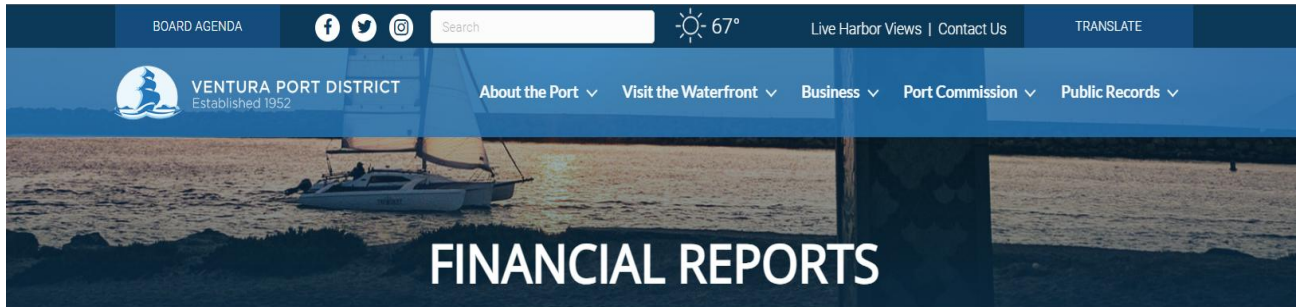 BOARD AGENDA
Search
67°
Live Harbor Views | Contact Us
TRANSLATE
VENTURA PORT DISTRICT
Established 1952
About the Port
Visit the Waterfront
Business
Port Commission
Public Records
FINANCIAL REPORTS